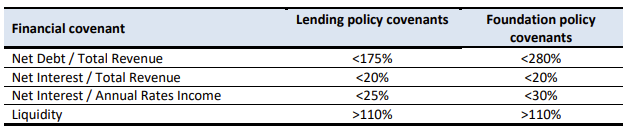 Financial covenant Lending policy covenants Foundation policy covenants
Net Debt / Total Revenue <175% <280%
Net Interest / Total Revenue <20% <20%
Net Interest / Annual Rates Income <25% <30%
Liquidity >110% >110%